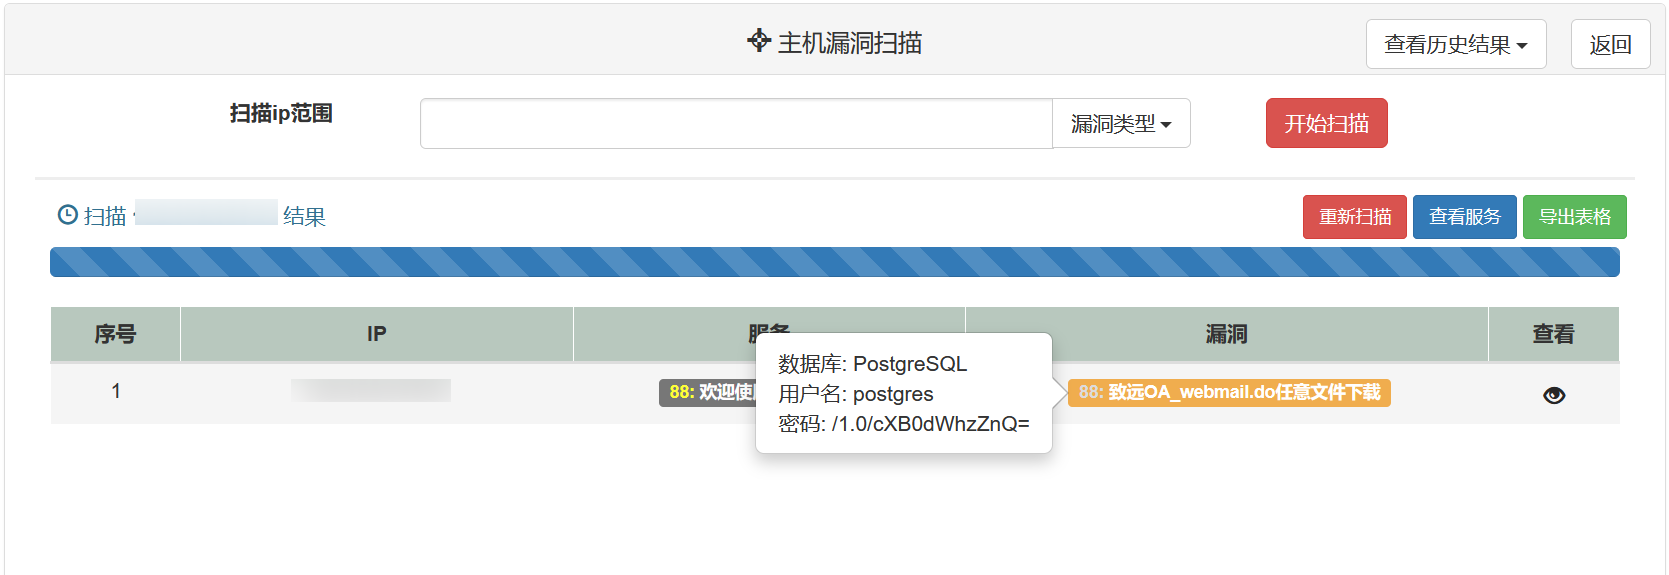 主机漏洞扫描
查看历史结果
返回
扫描ip范围
漏洞类型
开始扫描
扫描 结果
重新扫描
查看服务
导出表格
序号 IP 服务 漏洞 查看
1 88: 欢迎使 88: 致远OA_webmail.do任意文件下载
数据库: PostgreSQL
用户名: postgres
密码: /1.0/cXB0dWhzZnQ=